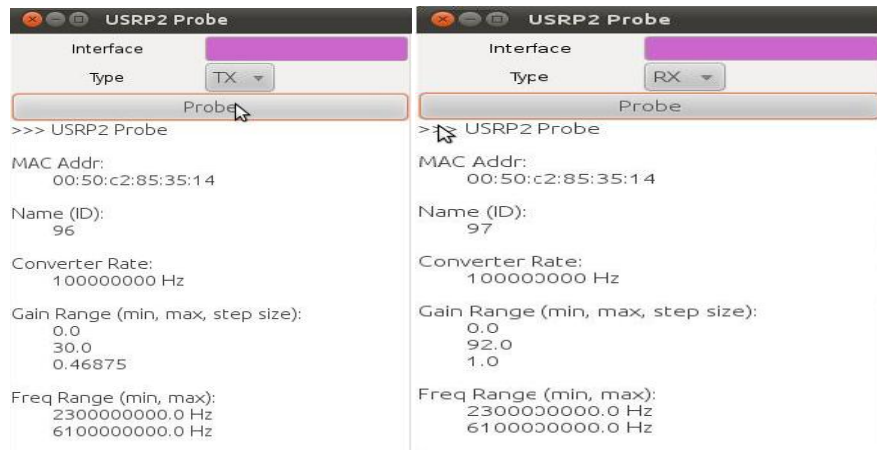 USRP2 Probe
Interface
Type TX
Probe
>>> USRP2 Probe
MAC Addr:
00:50:c2:85:35:14
Name (ID):
96
Converter Rate:
100000000 Hz
Gain Range (min, max, step size):
0.0
30.0
0.46875
Freq Range (min, max):
2300000000.0 Hz
6100000000.0 Hz
USRP2 Probe
Interface
Type RX
Probe
>>> USRP2 Probe
MAC Addr:
00:50:c2:85:35:14
Name (ID):
97
Converter Rate:
100000000 Hz
Gain Range (min, max, step size):
0.0
92.0
1.0
Freq Range (min, max):
2300000000.0 Hz
6100000000.0 Hz